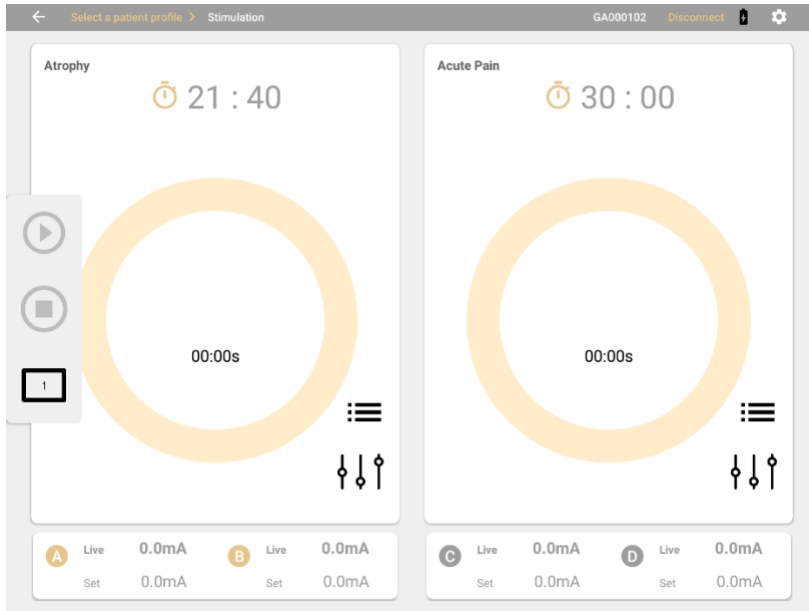 Select a patient profile > Stimulation GA000102 Disconnect
Atrophy
21 : 40
00:00s
1
Acute Pain
30 : 00
00:00s
A Live 0.0mA B Live 0.0mA
Set 0.0mA Set 0.0mA
C Live 0.0mA D Live 0.0mA
Set 0.0mA Set 0.0mA